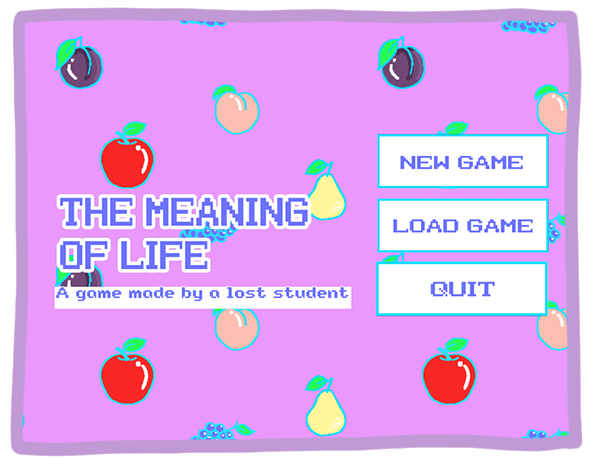 THE MEANING
OF LIFE
A game made by a lost student
NEW GAME
LOAD GAME
QUIT